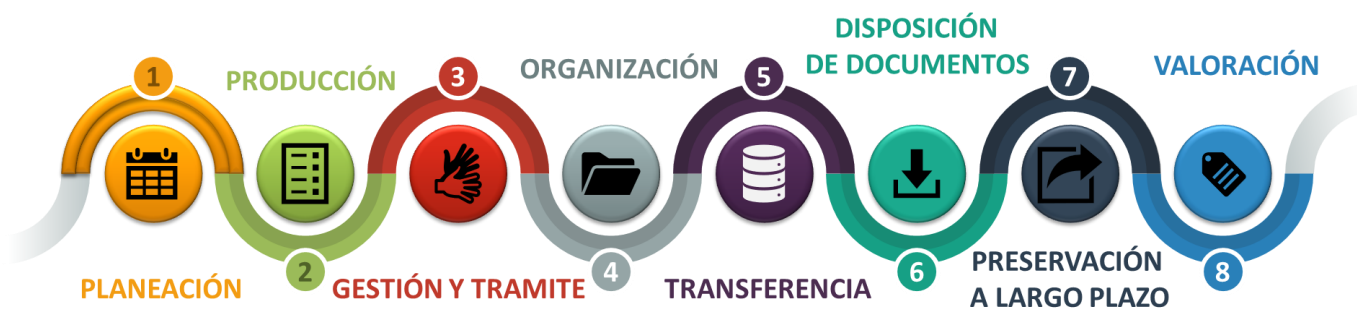 1
PLANEACIÓN
PRODUCCIÓN
2
3
GESTIÓN Y TRAMITE
ORGANIZACIÓN
4
5
TRANSFERENCIA
DISPOSICIÓN
DE DOCUMENTOS
6
7
PRESERVACIÓN
A LARGO PLAZO
VALORACIÓN
8